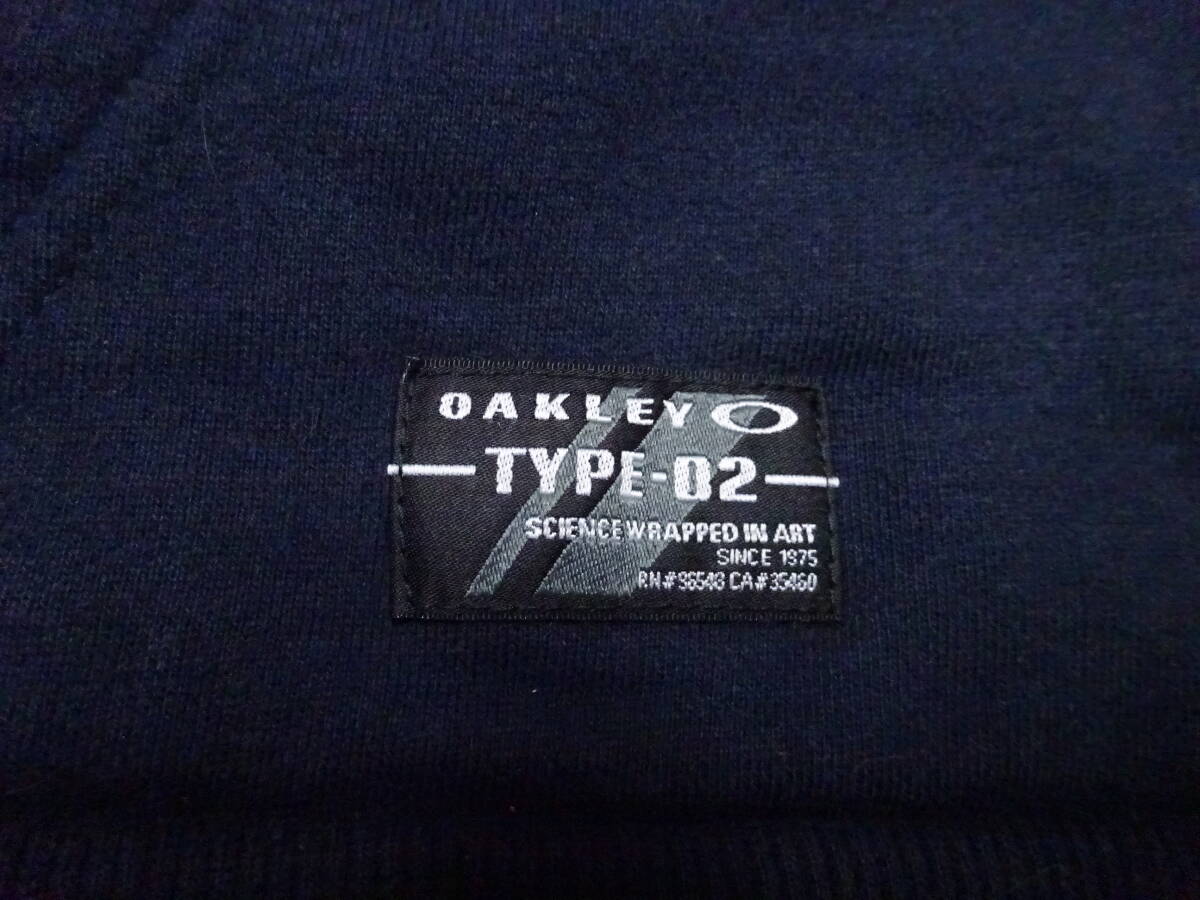 OAKLEY
TYPE-02
SCIENCE WRAPPED IN ART
SINCE 1975
RN#96548 CA#35460